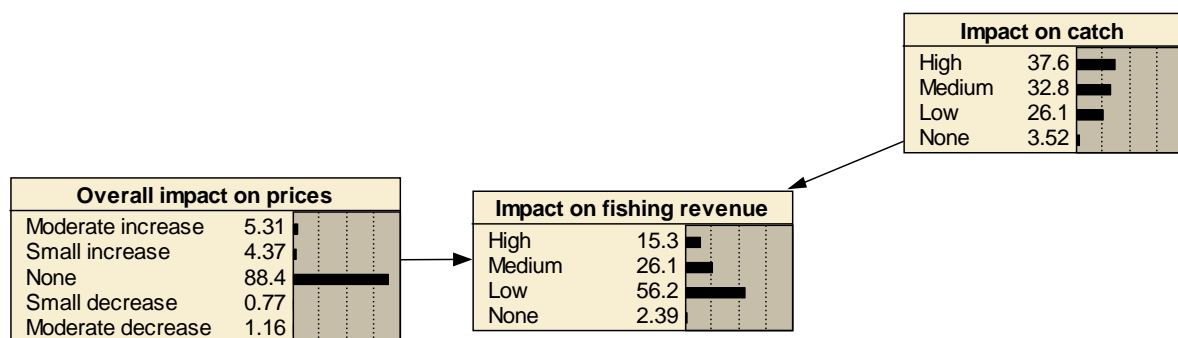 Impact on catch
High 37.6
Medium 32.8
Low 26.1
None 3.52
Overall impact on prices
Moderate increase 5.31
Small increase 4.37
None 88.4
Small decrease 0.77
Moderate decrease 1.16
Impact on fishing revenue
High 15.3
Medium 26.1
Low 56.2
None 2.39